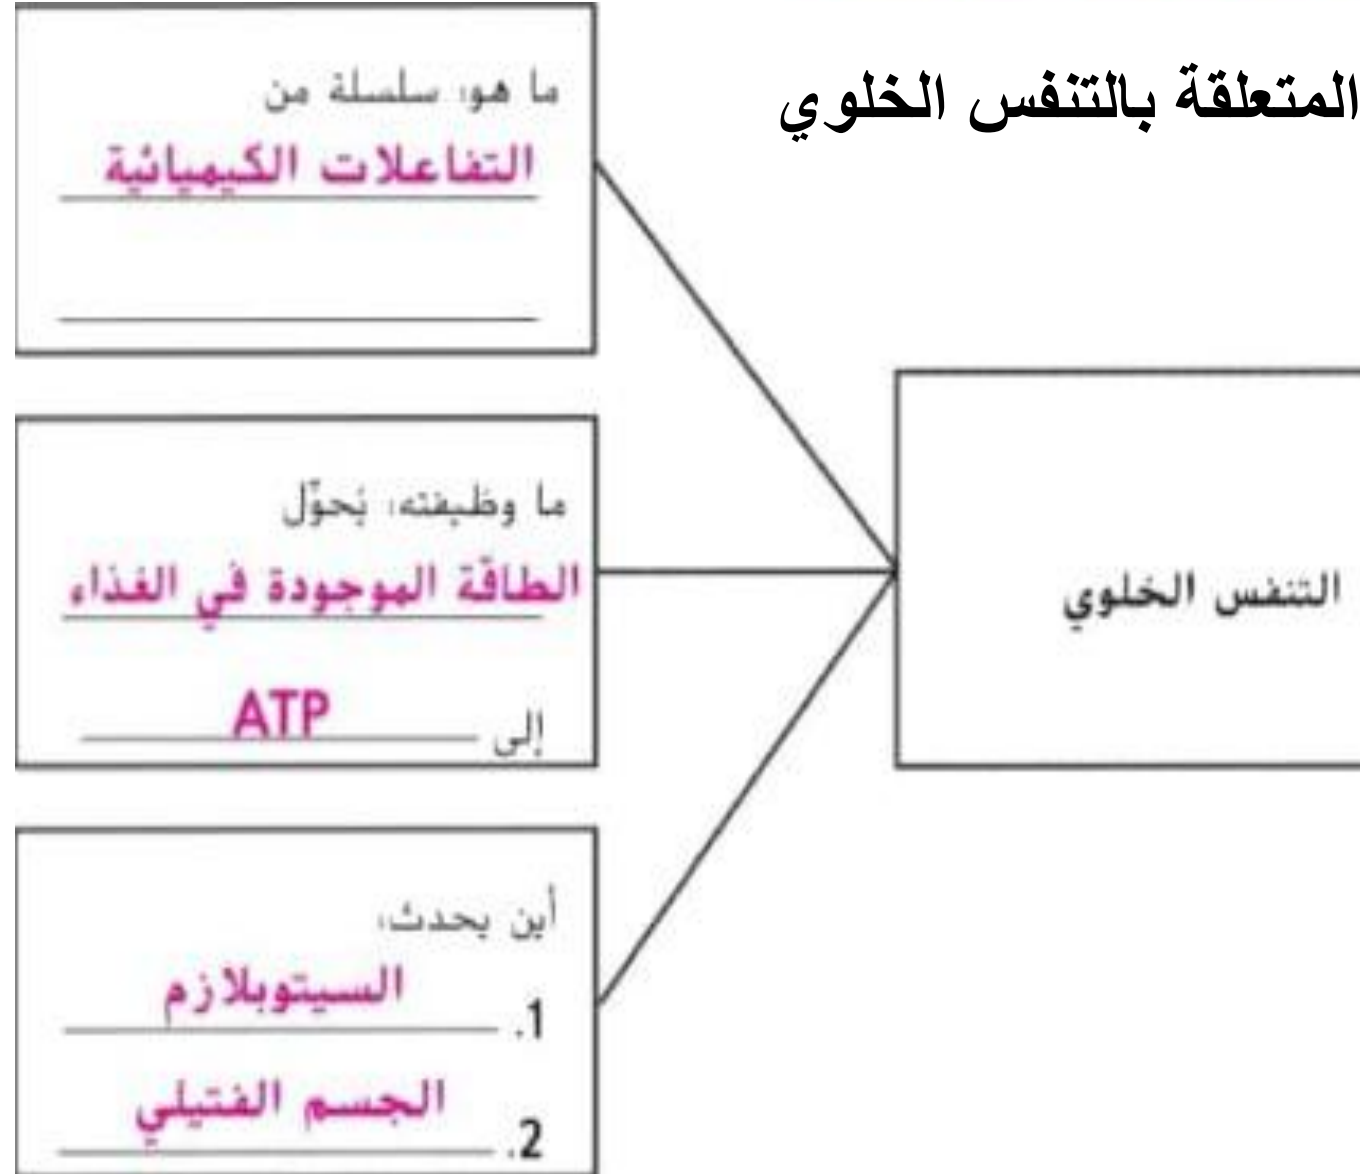 المتعلقة بالتنفس الخلوي
التنفس الخلوي
ما هو: سلسلة من
التفاعلات الكيميائية
ما وظيفته: يُحوّل
الطاقة الموجودة في الغذاء
إلى ATP
أين يحدث:
1. السيتوبلازم
2. الجسم الفتيلي